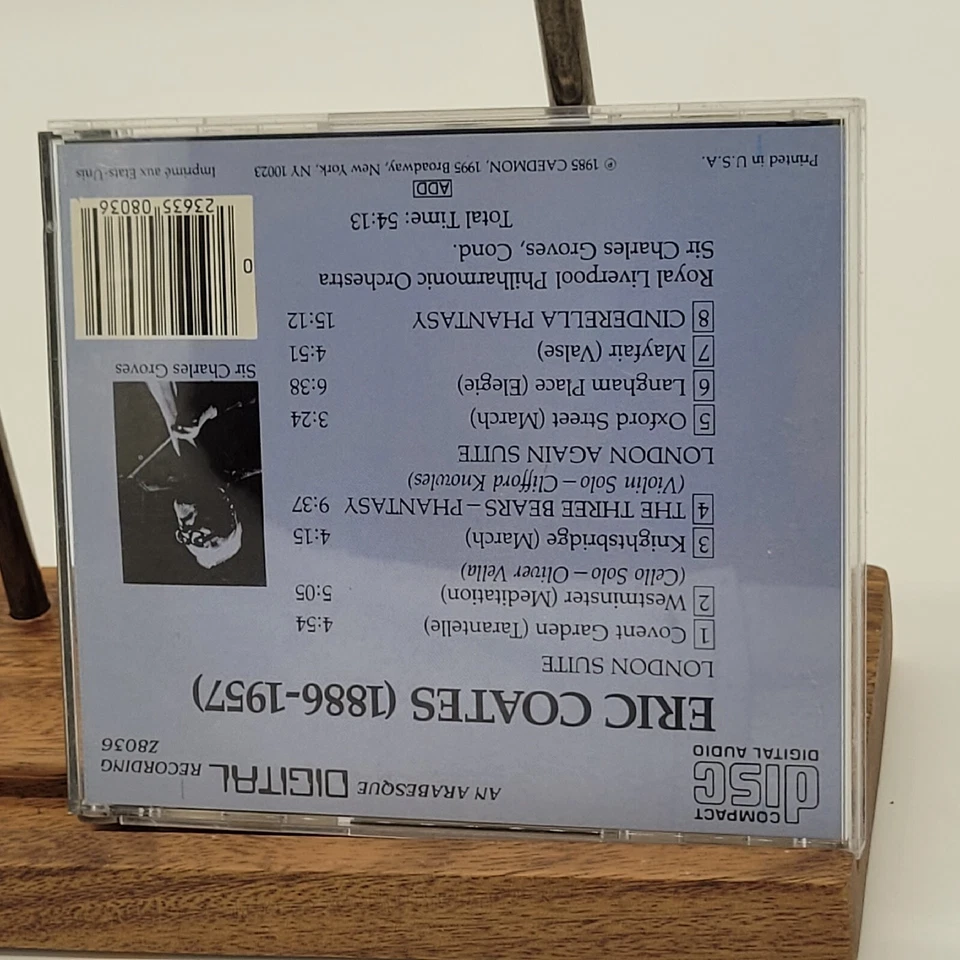 COMPACT
disc
DIGITAL AUDIO
AN ARABESQUE DIGITAL RECORDING
Z8036
ERIC COATES (1886-1957)
LONDON SUITE
1 Covent Garden (Tarantelle) 4:54
2 Westminster (Meditation) 5:05
(Cello Solo – Oliver Vella)
3 Knightsbridge (March) 4:15
4 THE THREE BEARS – PHANTASY 9:37
(Violin Solo – Clifford Knowles)
LONDON AGAIN SUITE
5 Oxford Street (March) 3:24
6 Langham Place (Elegie) 6:38
7 Mayfair (Valse) 4:51
8 CINDERELLA PHANTASY 15:12
Sir Charles Groves
Royal Liverpool Philharmonic Orchestra
Sir Charles Groves, Cond.
Total Time: 54:13
ADD
0
23635 08036
Printed in U.S.A.
℗ 1985 CAEDMON, 1995 Broadway, New York, NY 10023
Imprimé aux Etats-Unis